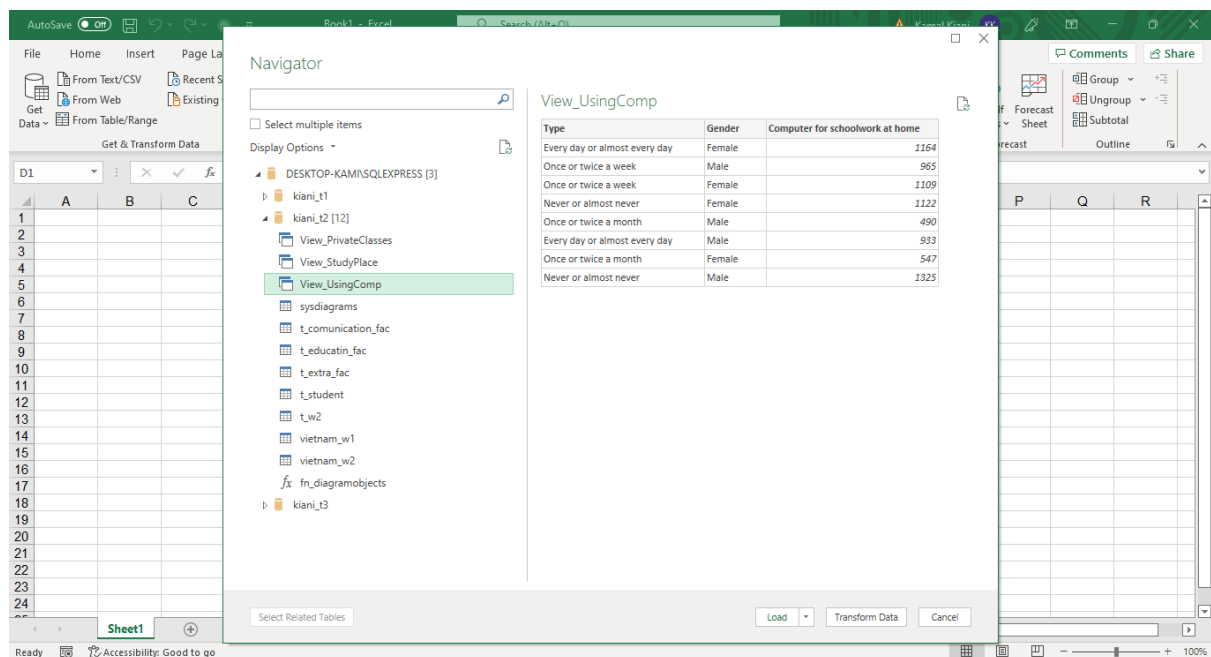 AutoSave Off Book1 - Excel Search (Alt+Q) Kamal Kiani KK
File Home Insert Page La Comments Share
Get Data
From Text/CSV
From Web
From Table/Range
Recent S
Existing
Get & Transform Data
Forecast Sheet
Group
Ungroup
Subtotal
recast
Outline
D1 fx
A B C P Q R
1
2
3
4
5
6
7
8
9
10
11
12
13
14
15
16
17
18
19
20
21
22
23
24
Navigator
Select multiple items
Display Options
DESKTOP-KAMI\SQLEXPRESS [3]
kiani_t1
kiani_t2 [12]
View_PrivateClasses
View_StudyPlace
View_UsingComp
sysdiagrams
t_comunication_fac
t_educatin_fac
t_extra_fac
t_student
t_w2
vietnam_w1
vietnam_w2
fx fn_diagramobjects
kiani_t3
View_UsingComp
Type Gender Computer for schoolwork at home
Every day or almost every day Female 1164
Once or twice a week Male 965
Once or twice a week Female 1109
Never or almost never Female 1122
Once or twice a month Male 490
Every day or almost every day Male 933
Once or twice a month Female 547
Never or almost never Male 1325
Select Related Tables Load Transform Data Cancel
Sheet1
Ready Accessibility: Good to go 100%